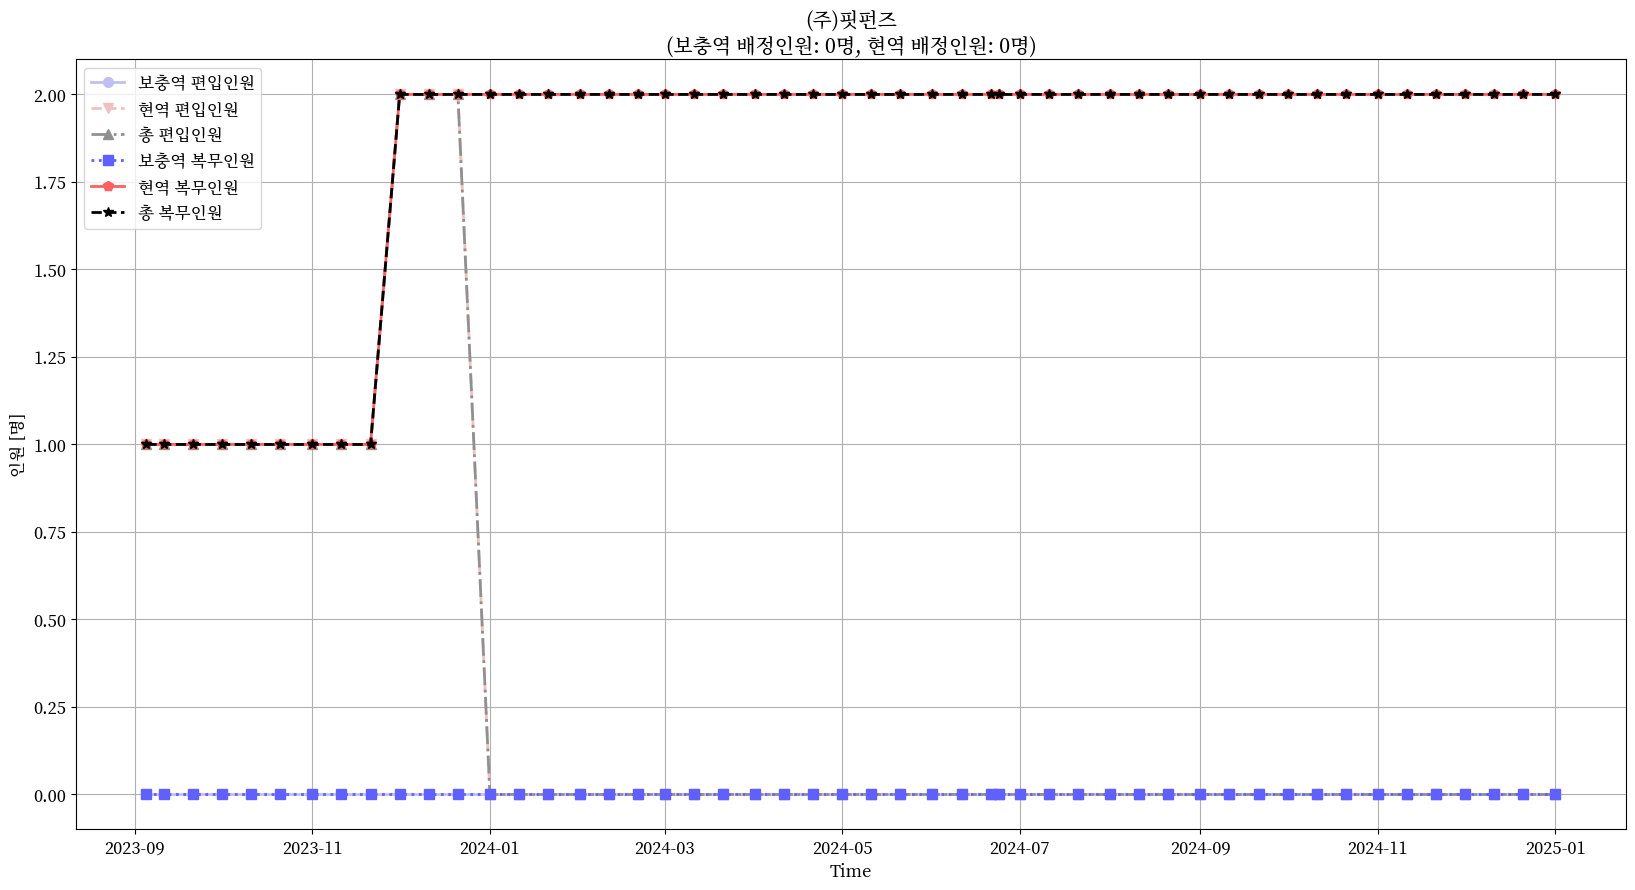 (주)핏펀즈
(보충역 배정인원: 0명, 현역 배정인원: 0명)
보충역 편입인원
현역 편입인원
총 편입인원
보충역 복무인원
현역 복무인원
총 복무인원
2.00
1.75
1.50
1.25
1.00
0.75
0.50
0.25
0.00
인원 [명]
2023-09
2023-11
2024-01
2024-03
2024-05
2024-07
2024-09
2024-11
2025-01
Time